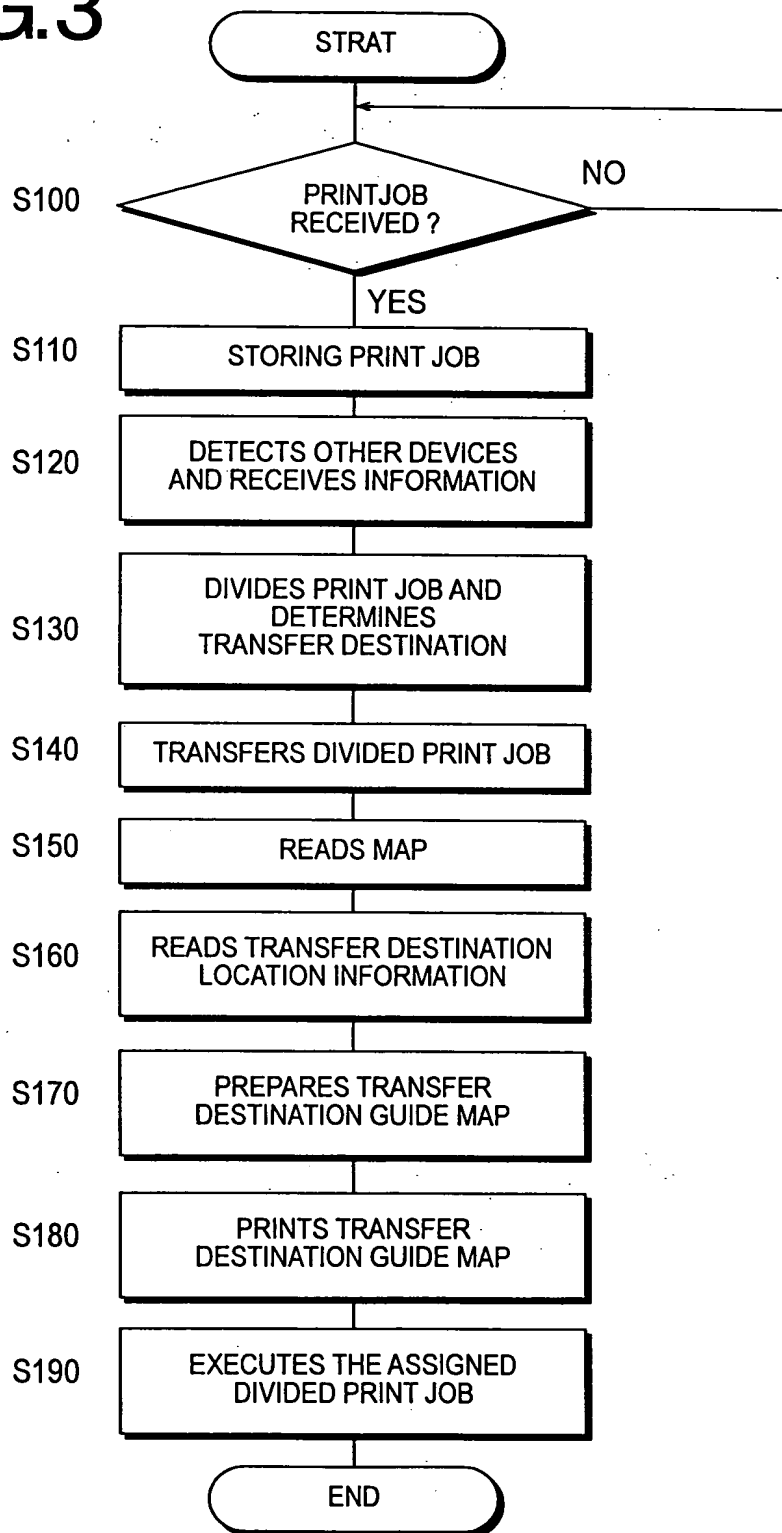 G.3
STRAT
S100
PRINTJOB
RECEIVED ?
NO
YES
S110
STORING PRINT JOB
S120
DETECTS OTHER DEVICES
AND RECEIVES INFORMATION
S130
DIVIDES PRINT JOB AND
DETERMINES
TRANSFER DESTINATION
S140
TRANSFERS DIVIDED PRINT JOB
S150
READS MAP
S160
READS TRANSFER DESTINATION
LOCATION INFORMATION
S170
PREPARES TRANSFER
DESTINATION GUIDE MAP
S180
PRINTS TRANSFER
DESTINATION GUIDE MAP
S190
EXECUTES THE ASSIGNED
DIVIDED PRINT JOB
END